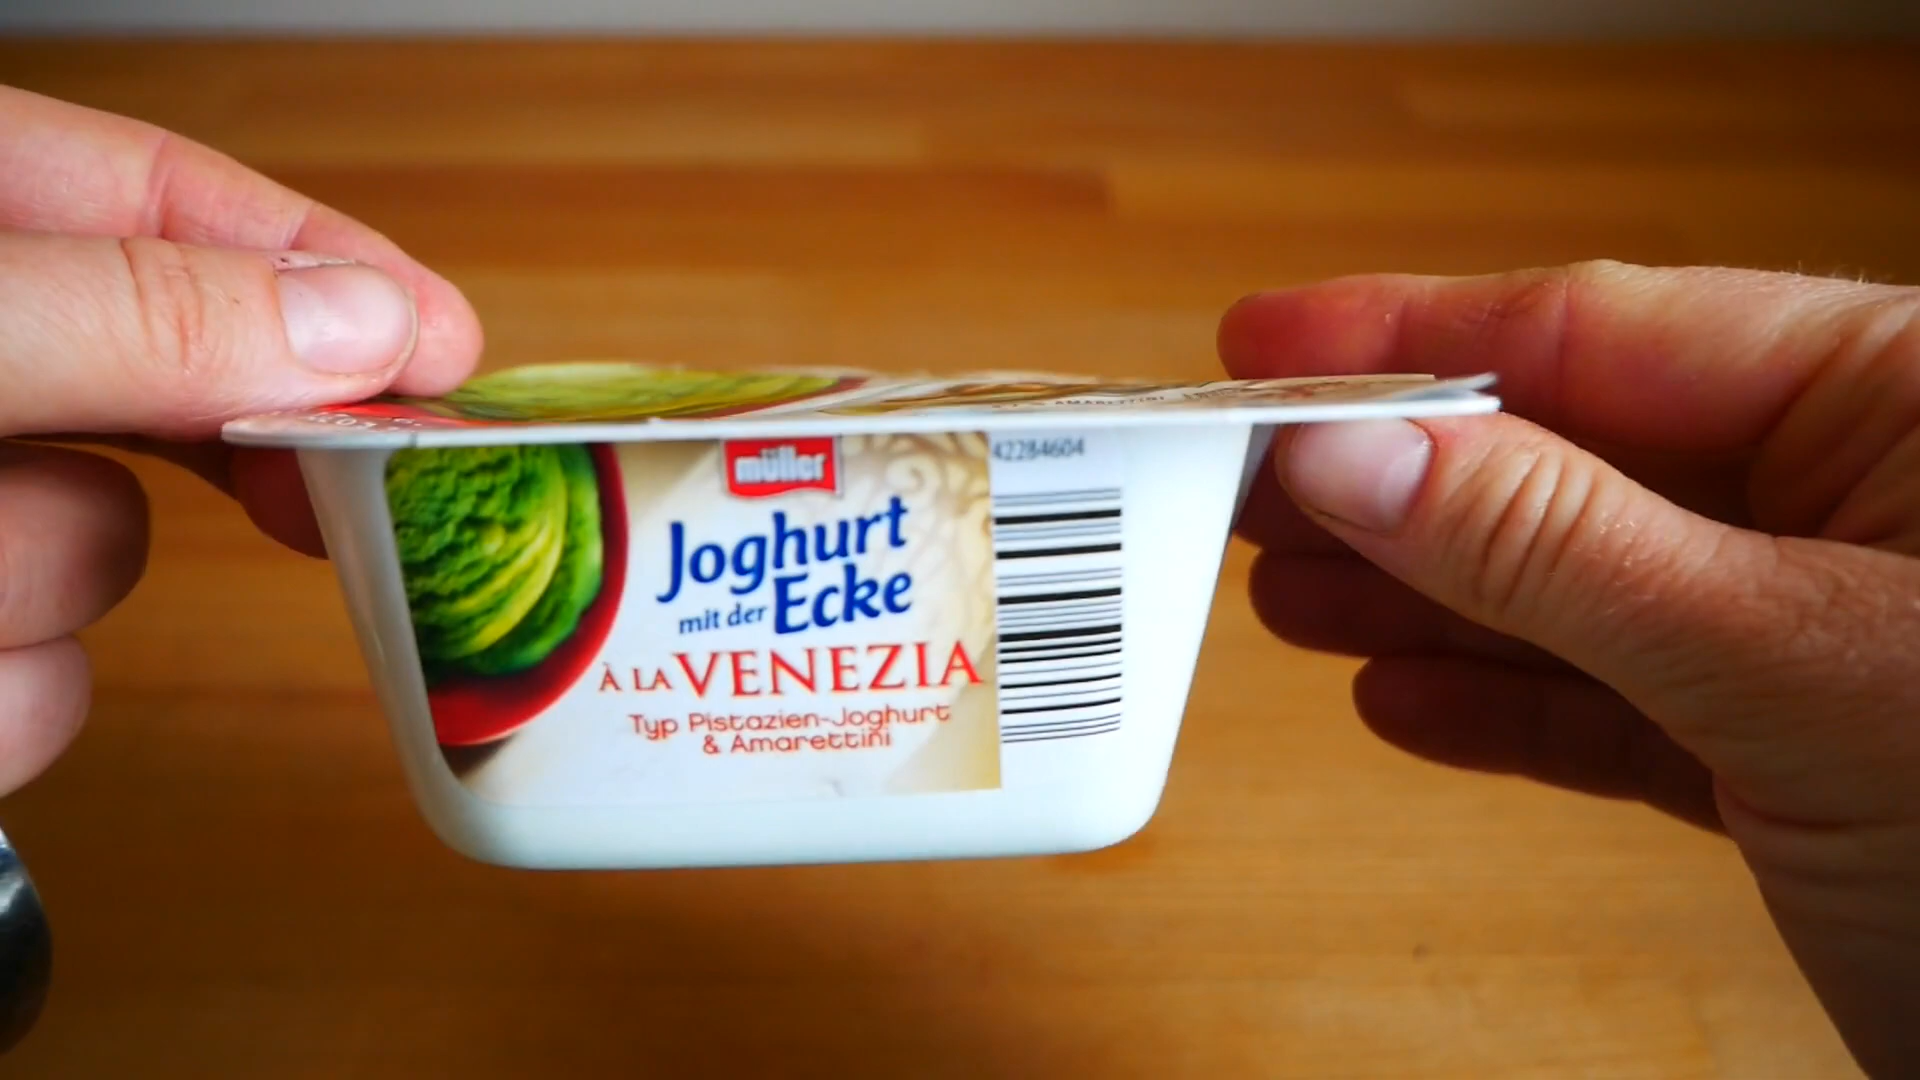 müller
42284604
Joghurt
mit der Ecke
À LA VENEZIA
Typ Pistazien-Joghurt
& Amarettini